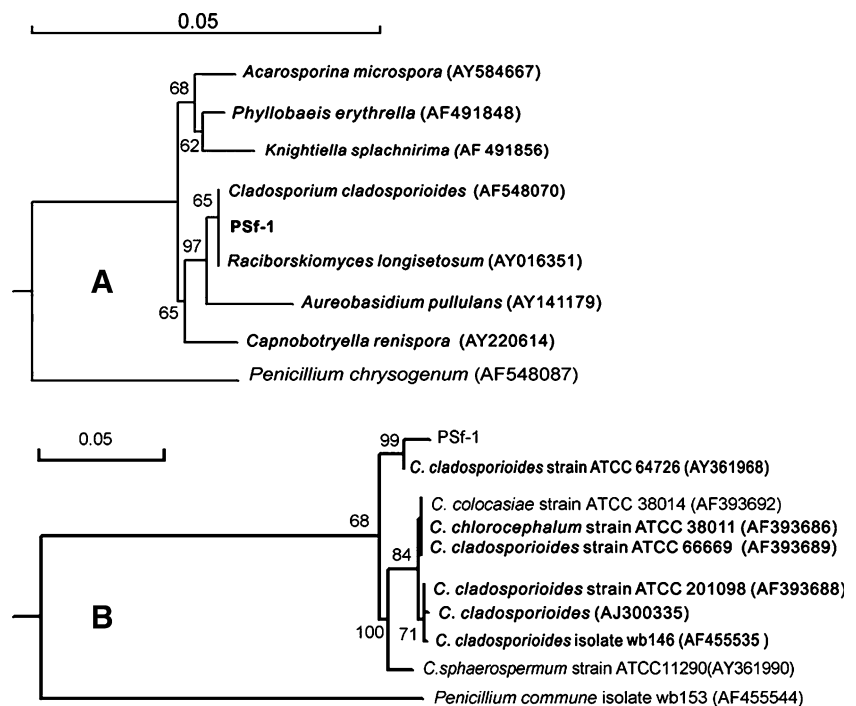 0.05
Acarosporina microspora (AY584667)
68
Phyllobaeis erythrella (AF491848)
62
Knightiella splachnirima (AF 491856)
Cladosporium cladosporioides (AF548070)
65
PSf-1
97
Raciborskiomyces longisetosum (AY016351)
A
Aureobasidium pullulans (AY141179)
65
Capnobotryella renispora (AY220614)
Penicillium chrysogenum (AF548087)
0.05
99
PSf-1
C. cladosporioides strain ATCC 64726 (AY361968)
C. colocasiae strain ATCC 38014 (AF393692)
68
C. chlorocephalum strain ATCC 38011 (AF393686)
84
C. cladosporioides strain ATCC 66669 (AF393689)
C. cladosporioides strain ATCC 201098 (AF393688)
B
C. cladosporioides (AJ300335)
100
71
C. cladosporioides isolate wb146 (AF455535)
C.sphaerospermum strain ATCC11290(AY361990)
Penicillium commune isolate wb153 (AF455544)